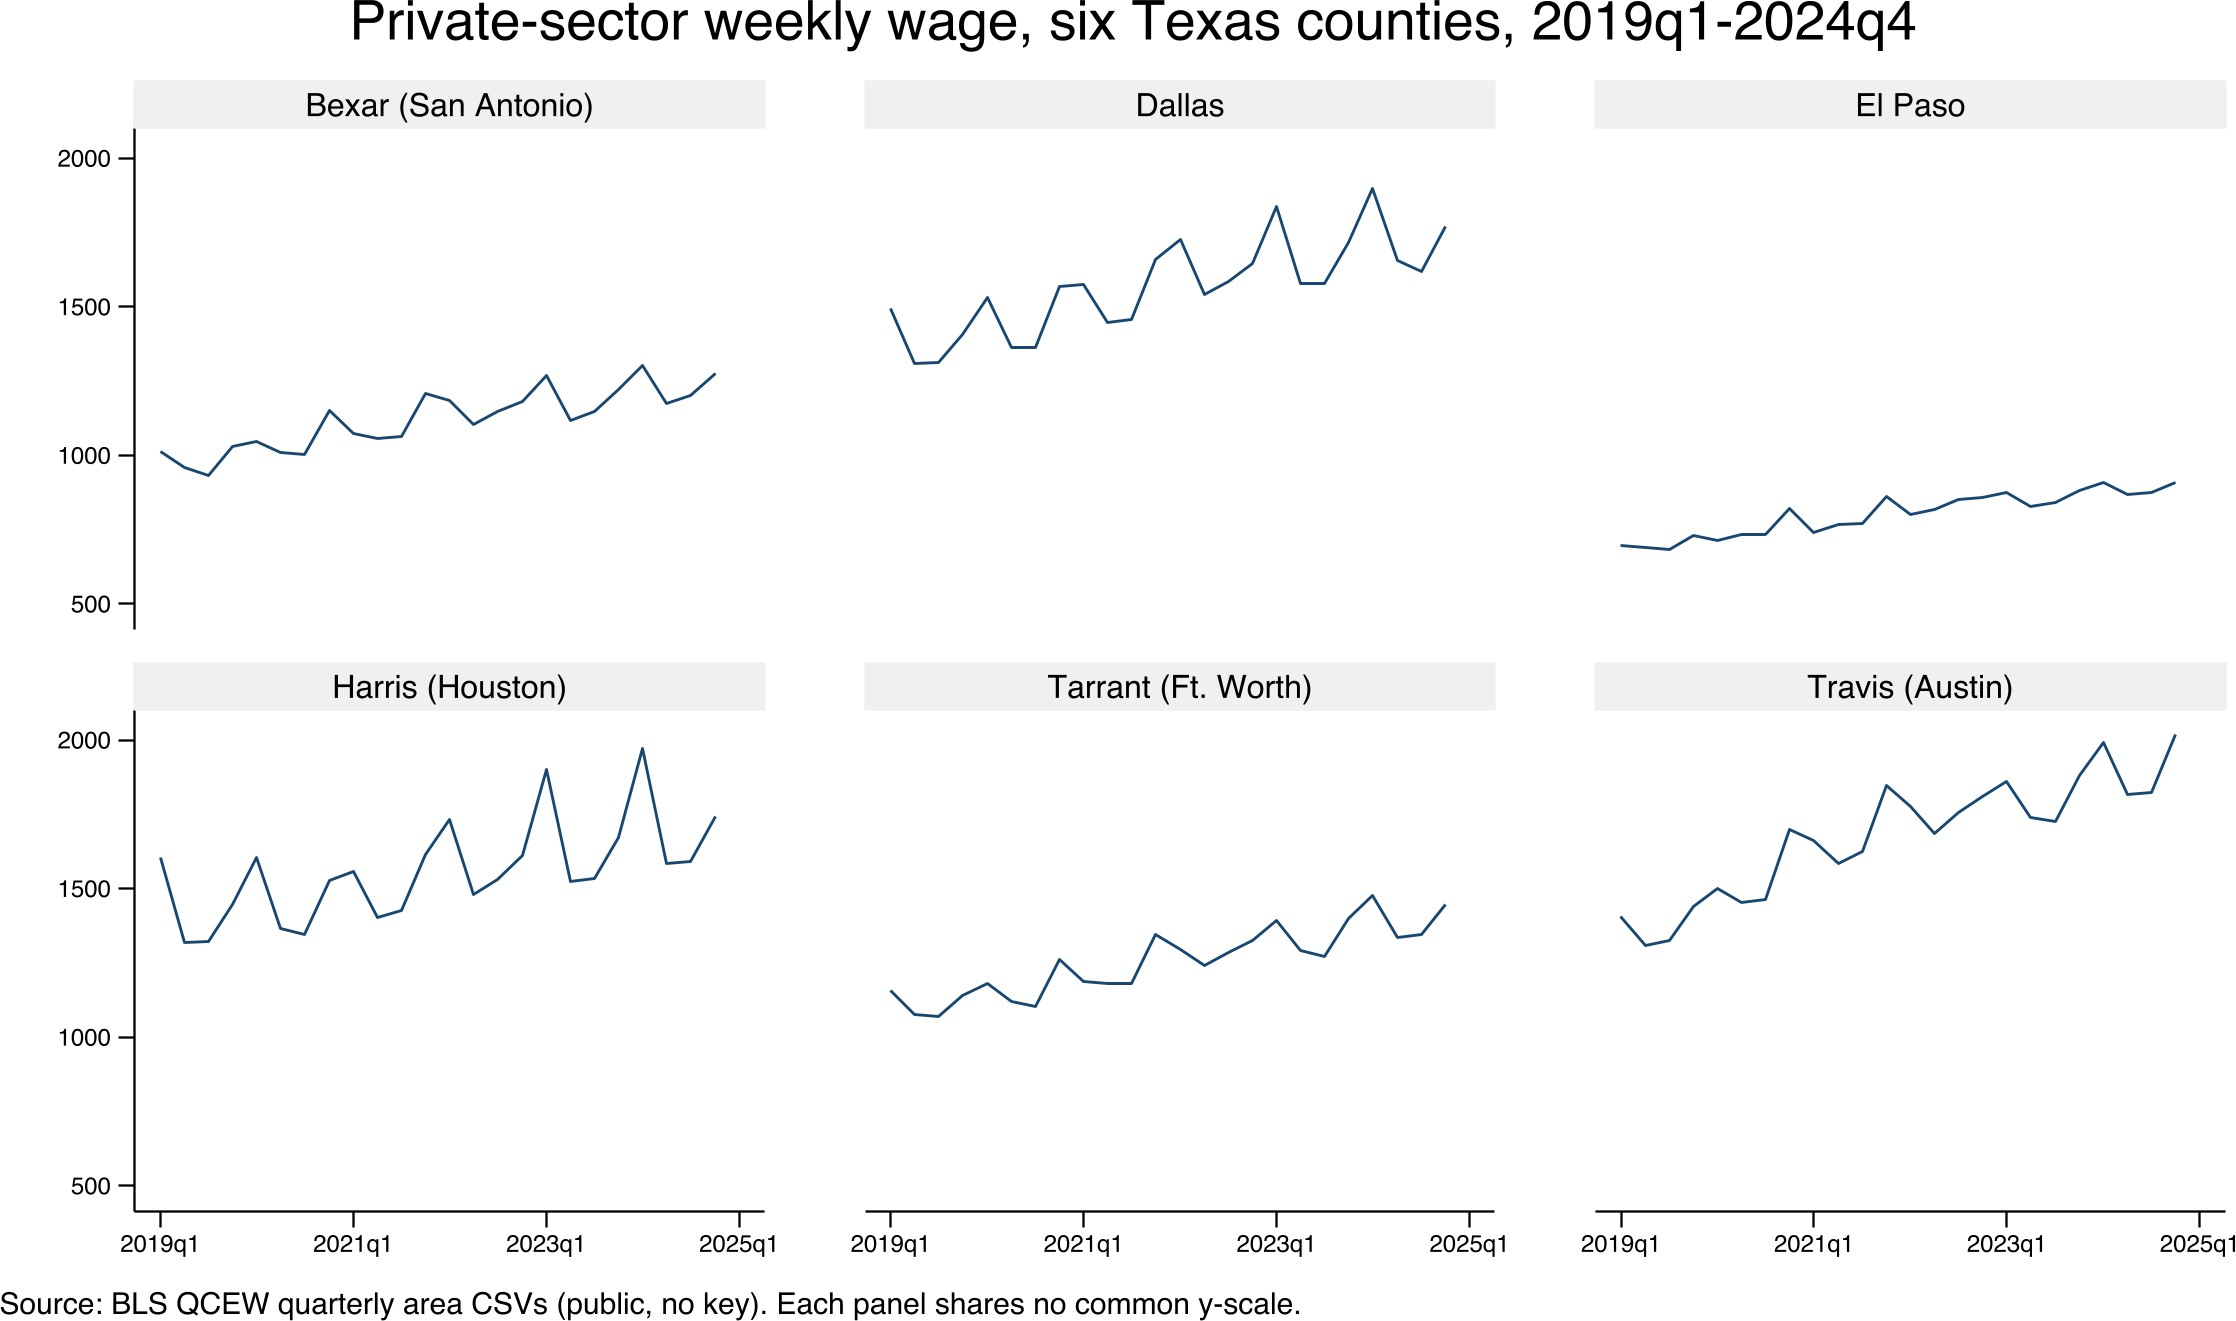 Private-sector weekly wage, six Texas counties, 2019q1-2024q4
Bexar (San Antonio)
Dallas
El Paso
2000
1500
1000
500
Harris (Houston)
Tarrant (Ft. Worth)
Travis (Austin)
2000
1500
1000
500
2019q1 2021q1 2023q1 2025q1
2019q1 2021q1 2023q1 2025q1
2019q1 2021q1 2023q1 2025q1
Source: BLS QCEW quarterly area CSVs (public, no key). Each panel shares no common y-scale.